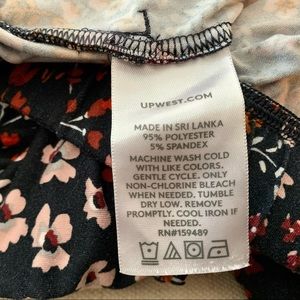 UPWEST.COM
MADE IN SRI LANKA
95% POLYESTER
5% SPANDEX
MACHINE WASH COLD
WITH LIKE COLORS.
GENTLE CYCLE. ONLY
NON-CHLORINE BLEACH
WHEN NEEDED. TUMBLE
DRY LOW. REMOVE
PROMPTLY. COOL IRON IF
NEEDED.
RN#159489